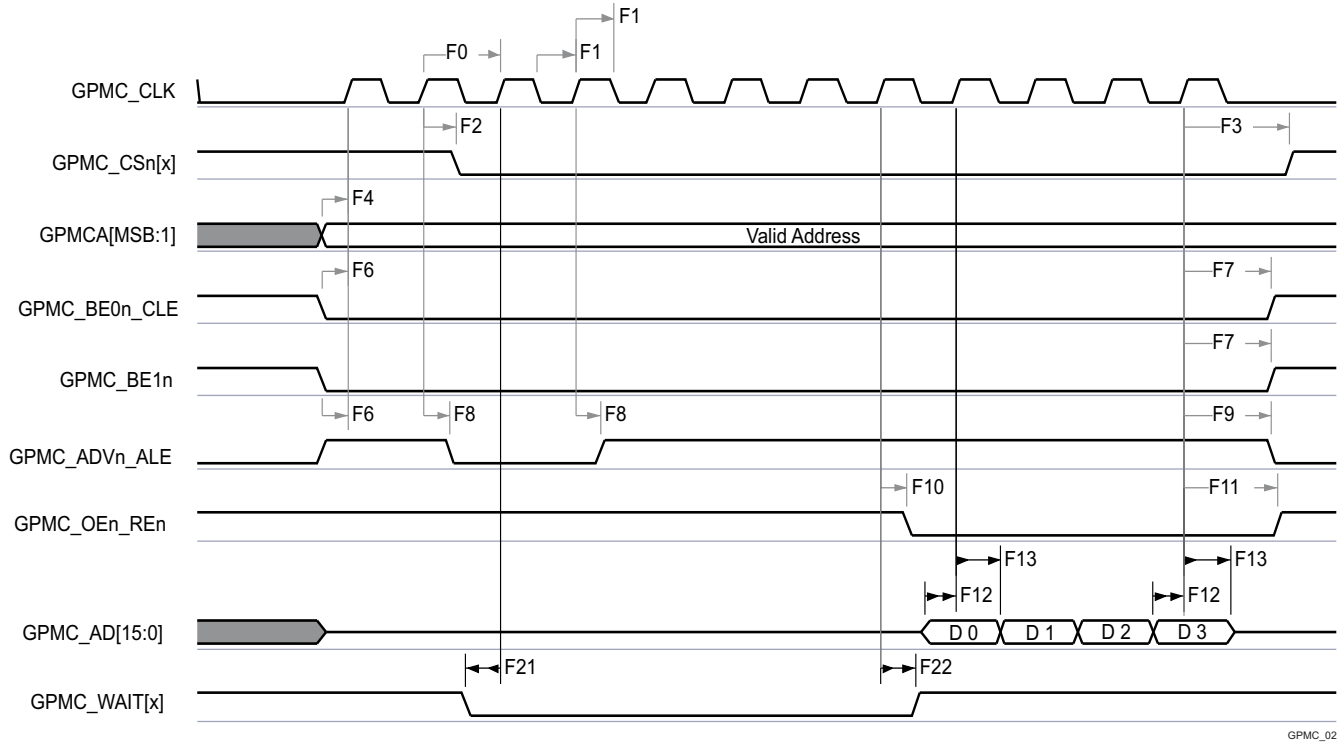 F1
F0
F1
GPMC_CLK
F2
F3
GPMC_CSn[x]
F4
GPMCA[MSB:1]
Valid Address
F6
F7
GPMC_BE0n_CLE
F7
GPMC_BE1n
F6
F8
F8
F9
GPMC_ADVn_ALE
F10
F11
GPMC_OEn_REn
F13
F13
F12
F12
GPMC_AD[15:0]
D 0
D 1
D 2
D 3
F21
F22
GPMC_WAIT[x]
GPMC_02